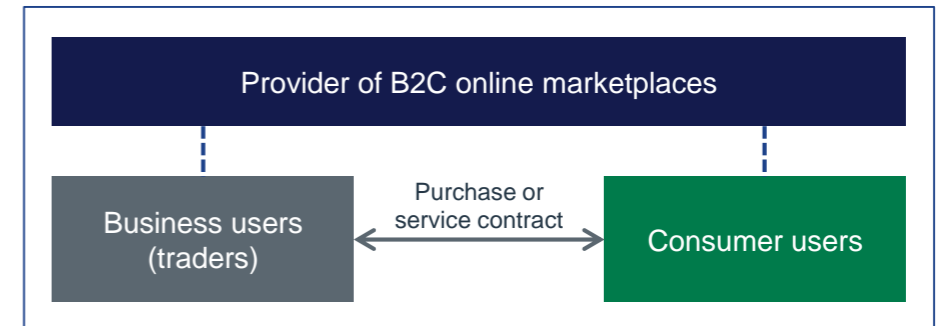 Provider of B2C online marketplaces
Purchase or
service contract
Business users
(traders)
Consumer users